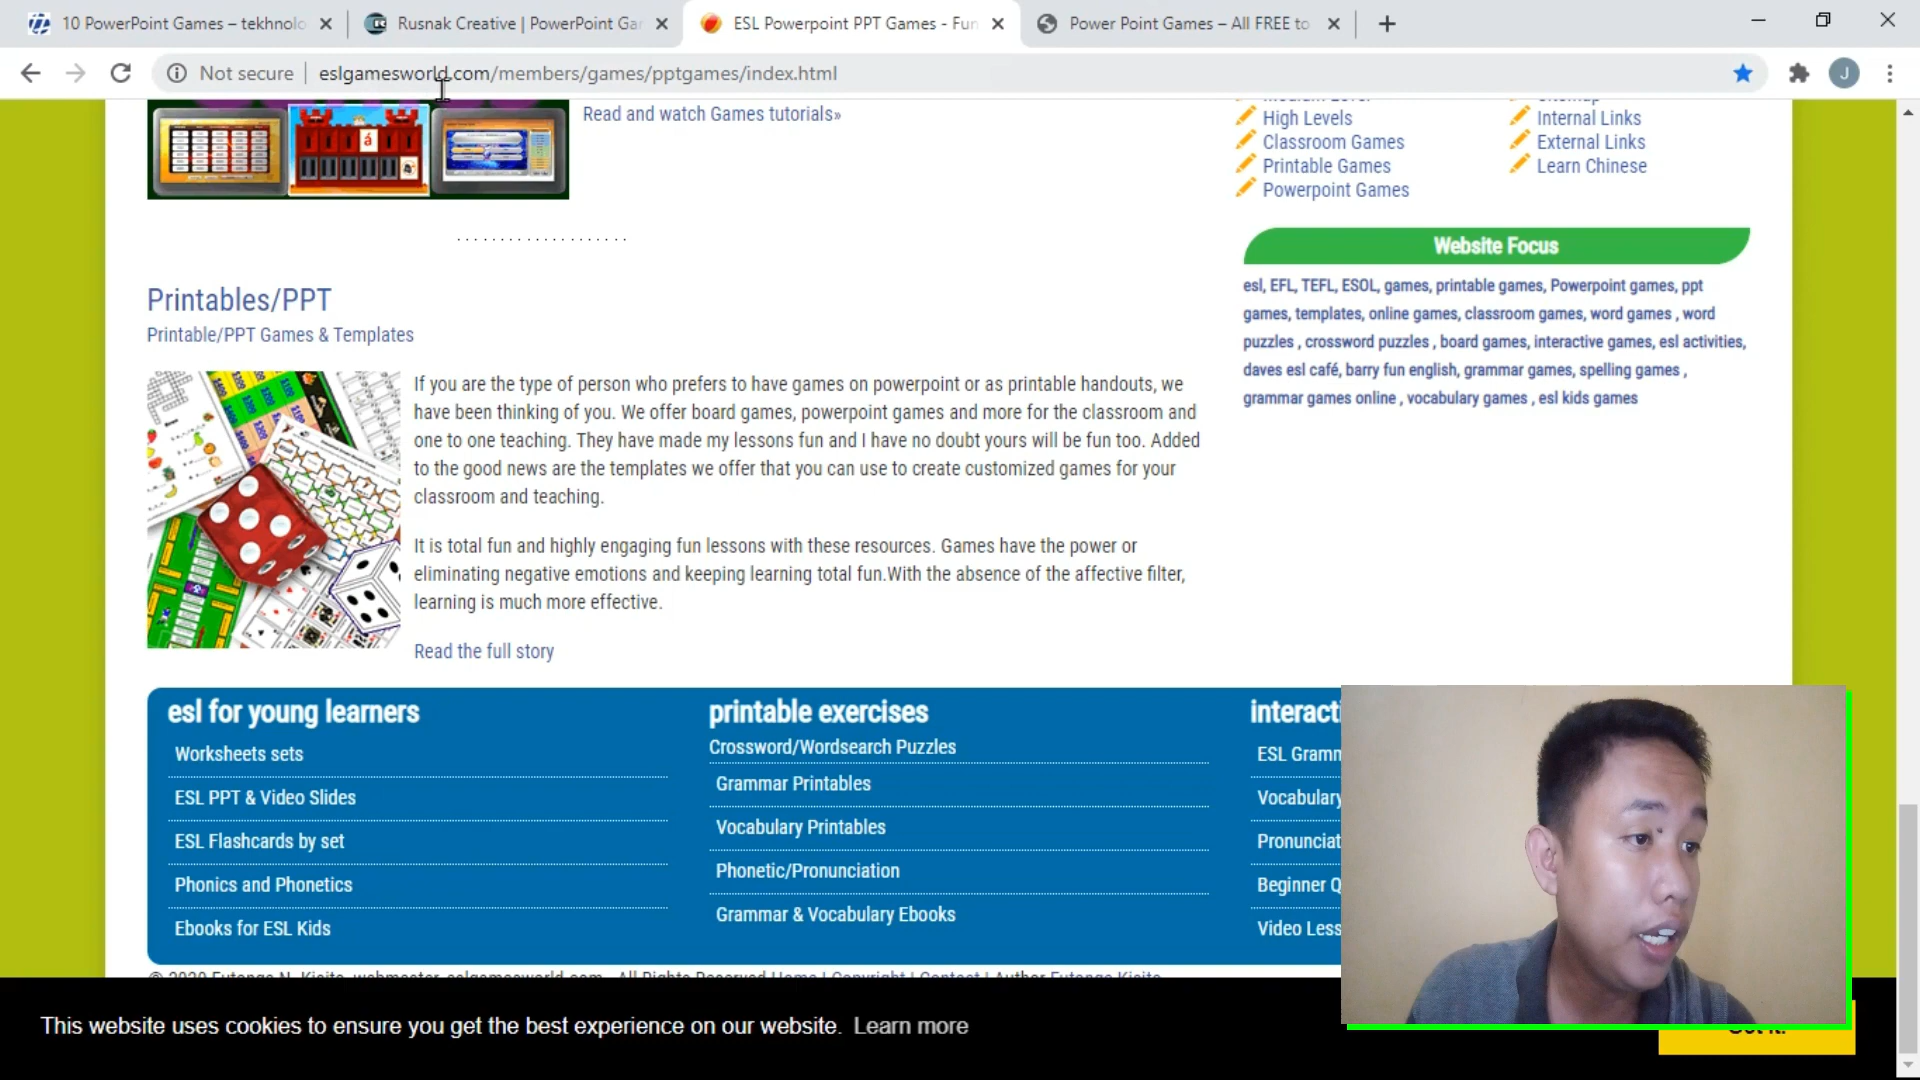 10 PowerPoint Games – tekhnolo
Rusnak Creative | PowerPoint Gar
ESL Powerpoint PPT Games - Fun
Power Point Games – All FREE to
Not secure
eslgamesworld.com/members/games/pptgames/index.html
J
Read and watch Games tutorials»
High Levels
Classroom Games
Printable Games
Powerpoint Games
Sitemap
Internal Links
External Links
Learn Chinese
. . . . . . . . . . . . . . . . . . . .
Website Focus
esl, EFL, TEFL, ESOL, games, printable games, Powerpoint games, ppt
games, templates, online games, classroom games, word games , word
puzzles , crossword puzzles , board games, interactive games, esl activities,
daves esl café, barry fun english, grammar games, spelling games ,
grammar games online , vocabulary games , esl kids games
Printables/PPT
Printable/PPT Games & Templates
If you are the type of person who prefers to have games on powerpoint or as printable handouts, we
have been thinking of you. We offer board games, powerpoint games and more for the classroom and
one to one teaching. They have made my lessons fun and I have no doubt yours will be fun too. Added
to the good news are the templates we offer that you can use to create customized games for your
classroom and teaching.
It is total fun and highly engaging fun lessons with these resources. Games have the power or
eliminating negative emotions and keeping learning total fun.With the absence of the affective filter,
learning is much more effective.
Read the full story
esl for young learners
Worksheets sets
ESL PPT & Video Slides
ESL Flashcards by set
Phonics and Phonetics
Ebooks for ESL Kids
printable exercises
Crossword/Wordsearch Puzzles
Grammar Printables
Vocabulary Printables
Phonetic/Pronunciation
Grammar & Vocabulary Ebooks
interacti
ESL Gramm
Vocabulary
Pronunciat
Beginner Q
Video Less
This website uses cookies to ensure you get the best experience on our website. Learn more